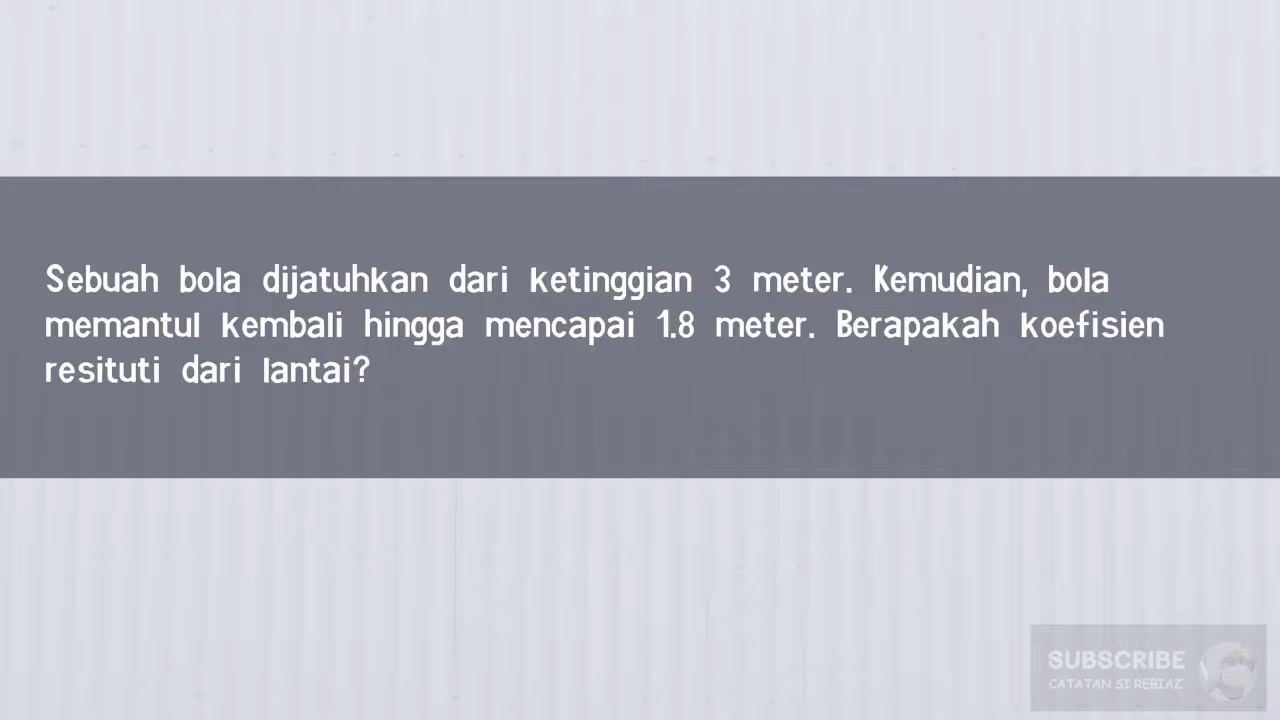 Sebuah bola dijatuhkan dari ketinggian 3 meter. Kemudian, bola
memantul kembali hingga mencapai 1.8 meter. Berapakah koefisien
resituti dari lantai?
SUBSCRIBE
CATATAN SI REBIAZ